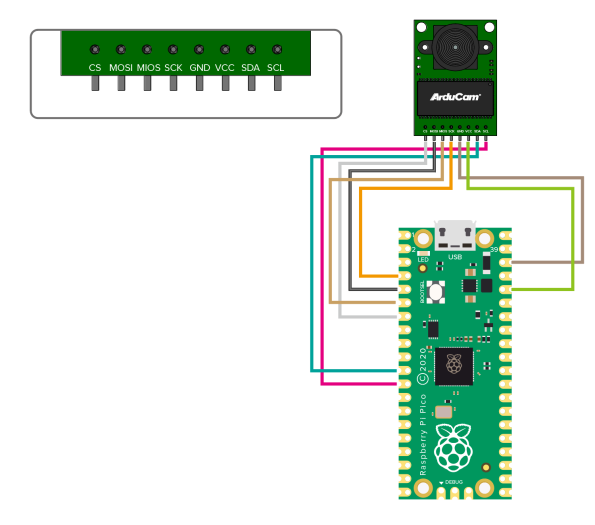 CS MOSI MIOS SCK GND VCC SDA SCL
ArduCam
CS MOSI MIOS SCK GND VCC SDA SCL
1
2
39
LED
USB
BOOTSEL
Raspberry Pi Pico ©2020
DEBUG